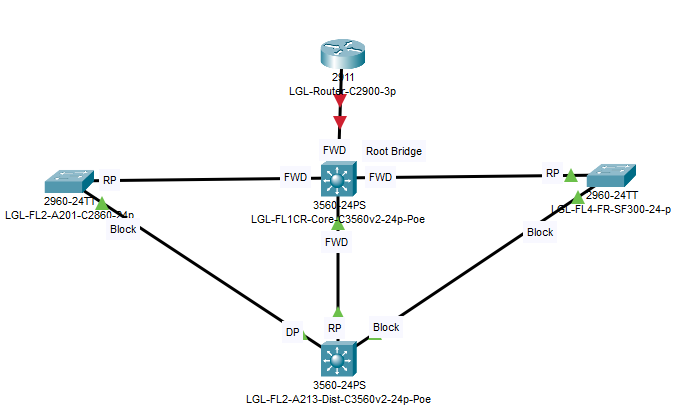 2911
LGL-Router-C2900-3p
FWD
Root Bridge
RP
FWD
FWD
RP
2960-24TT
LGL-FL2-A201-C2860-24p
3560-24PS
LGL-FL1CR-Core-C3560v2-24p-Poe
2960-24TT
LGL-FL4-FR-SF300-24-p
Block
FWD
Block
DP
RP
Block
3560-24PS
LGL-FL2-A213-Dist-C3560v2-24p-Poe